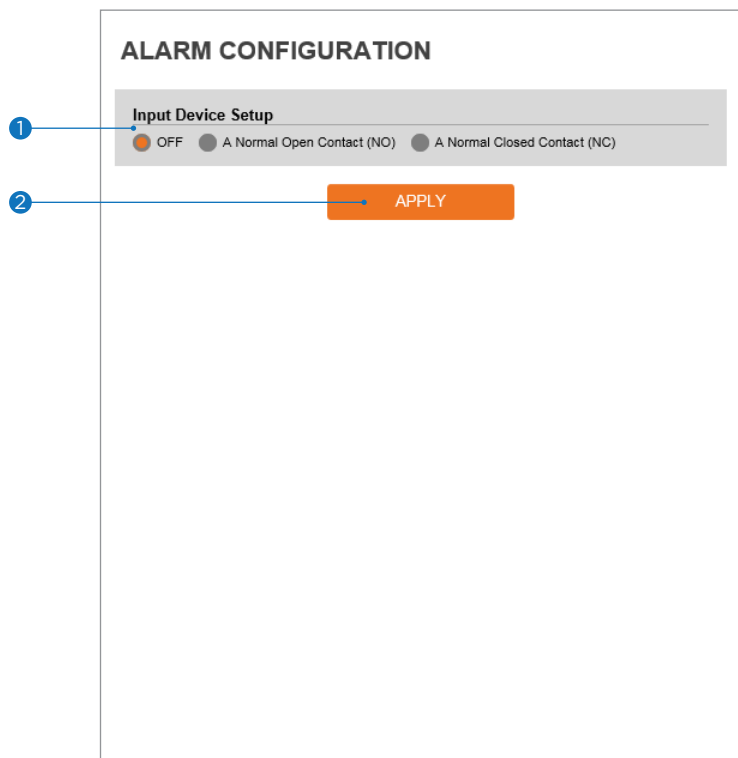 ALARM CONFIGURATION
Input Device Setup
1
OFF A Normal Open Contact (NO) A Normal Closed Contact (NC)
2
APPLY